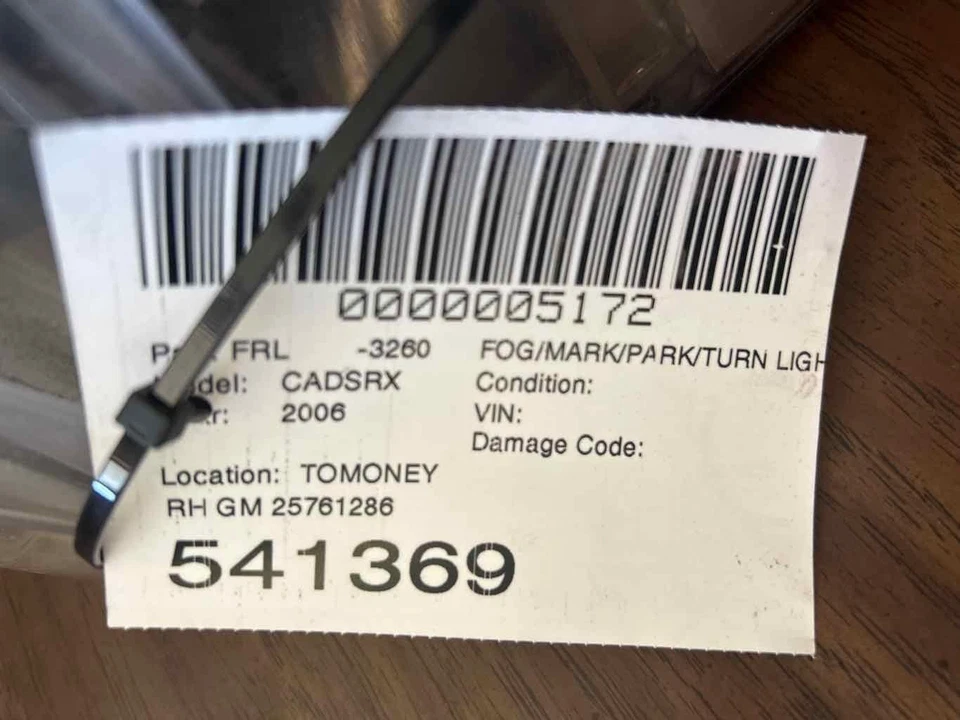 0000005172
FRL -3260 FOG/MARK/PARK/TURN LIGH
CADSRX Condition:
2006 VIN:
Damage Code:
Location: TOMONEY
RH GM 25761286
541369